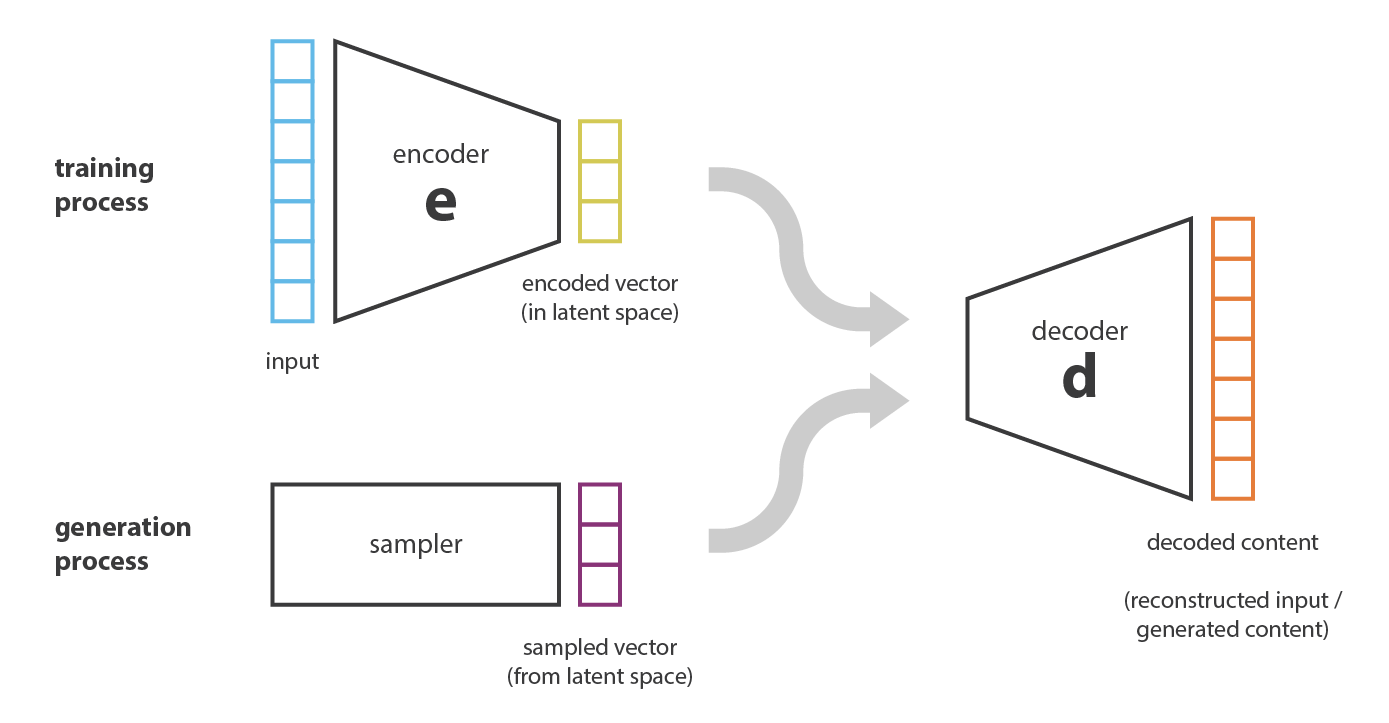 training
process
encoder
e
encoded vector
(in latent space)
input
decoder
d
generation
process
sampler
sampled vector
(from latent space)
decoded content
(reconstructed input /
generated content)